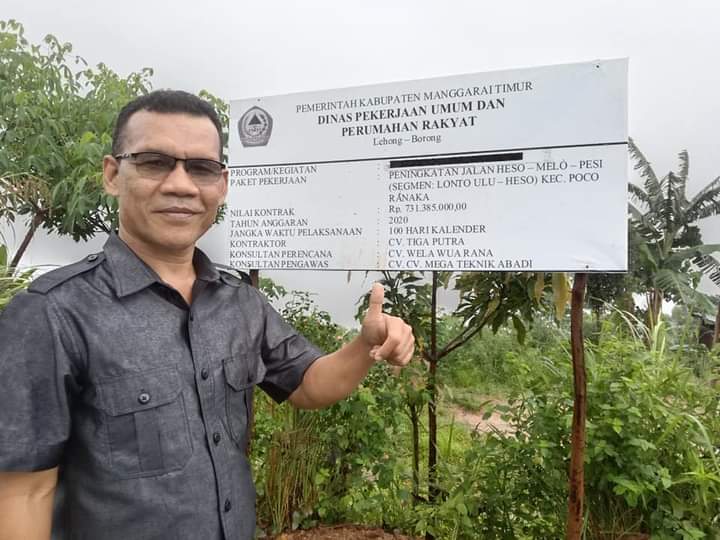 PEMERINTAH KABUPATEN MANGGARAI TIMUR
DINAS PEKERJAAN UMUM DAN
PERUMAHAN RAKYAT
Lehong – Borong
PROGRAM/KEGIATAN :
PAKET PEKERJAAN : PENINGKATAN JALAN HESO – MELO – PESI
(SEGMEN: LONTO ULU – HESO) KEC. POCO
RANAKA
NILAI KONTRAK : Rp. 731.385.000,00
TAHUN ANGGARAN : 2020
JANGKA WAKTU PELAKSANAAN : 100 HARI KALENDER
KONTRAKTOR : CV. TIGA PUTRA
KONSULTAN PERENCANA : CV. WELA WUA RANA
KONSULTAN PENGAWAS : CV. CV. MEGA TEKNIK ABADI